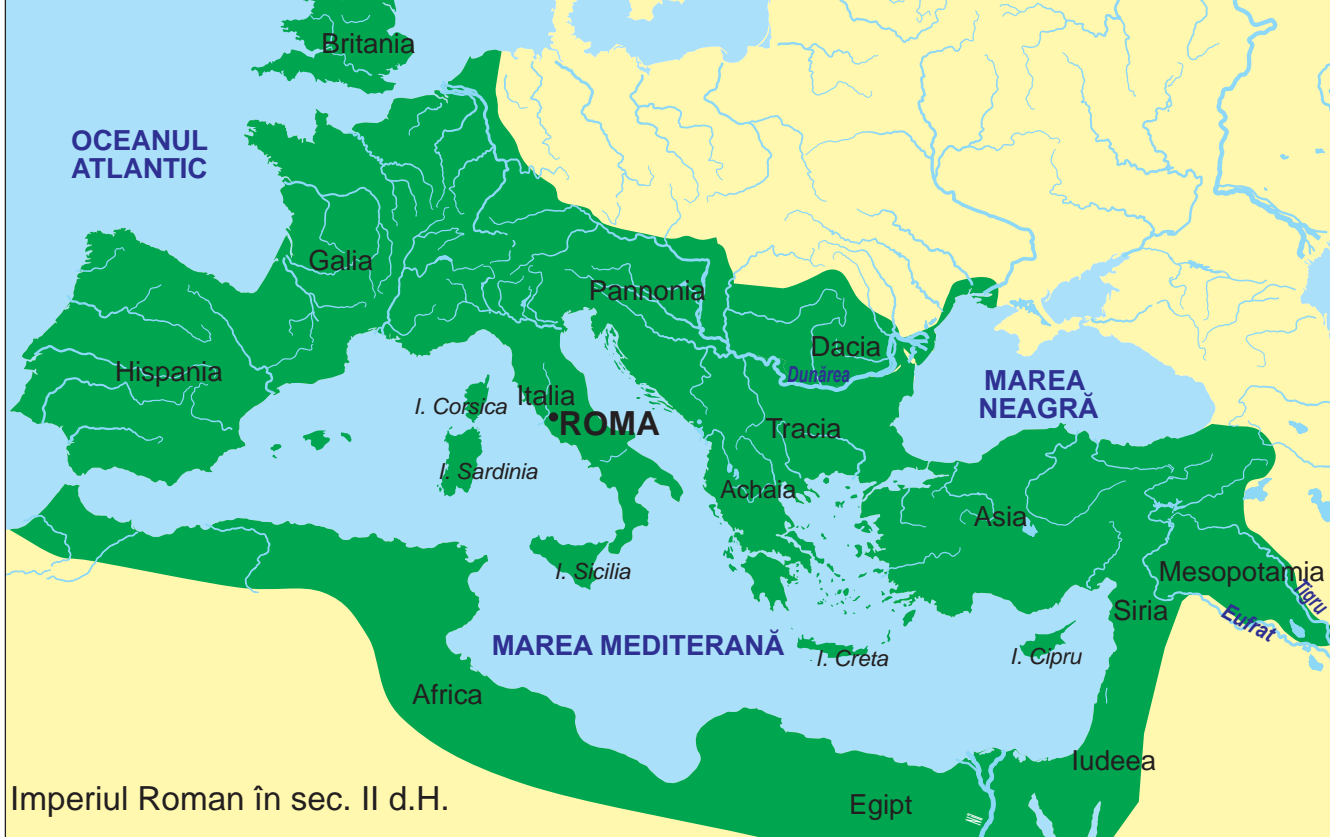 Britania
OCEANUL
ATLANTIC
Galia
Pannonia
Dacia
Dunărea
Hispania
Italia
I. Corsica
ROMA
MAREA
NEAGRĂ
Tracia
I. Sardinia
Achaia
Asia
I. Sicilia
Mesopotamia
Tigru
Siria
Eufrat
MAREA MEDITERANĂ
I. Creta
I. Cipru
Africa
Iudeea
Egipt
Imperiul Roman în sec. II d.H.